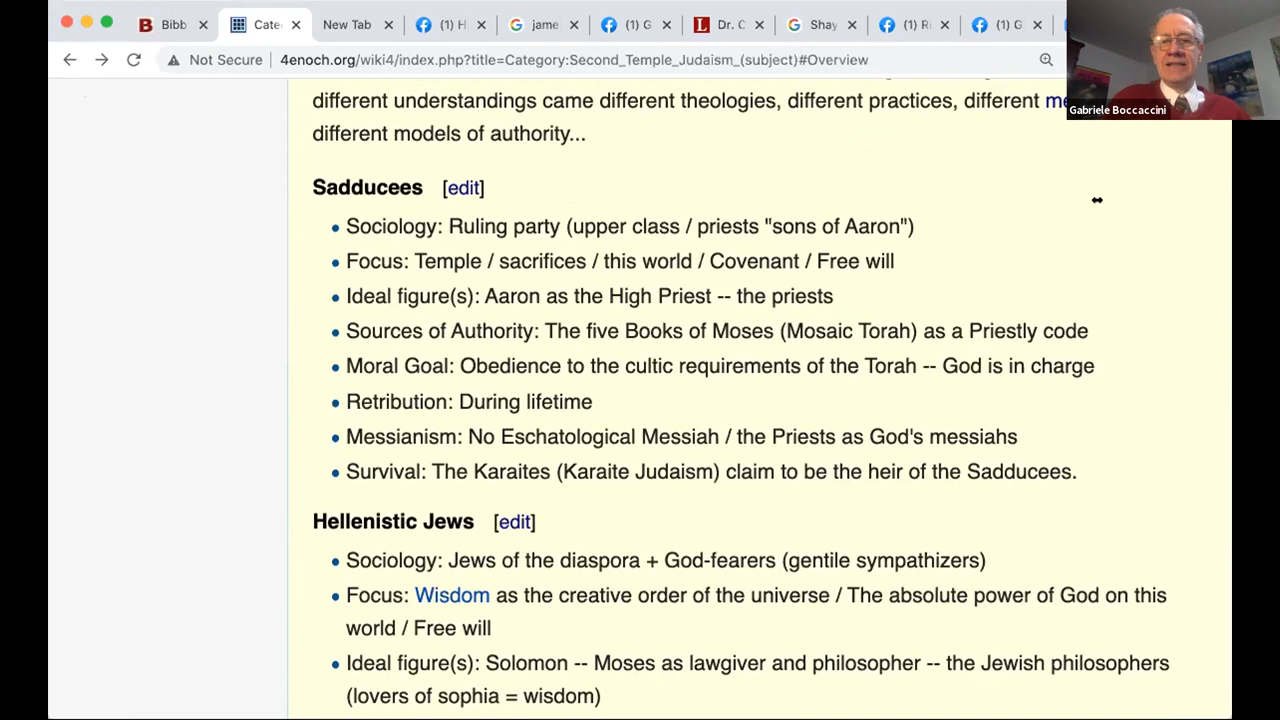 Bibb
Cate
New Tab
(1) H
jame
(1) G
Dr. C
Shay
(1) Ri
(1) G
Not Secure
4enoch.org/wiki4/index.php?title=Category:Second_Temple_Judaism_(subject)#Overview
Gabriele Boccaccini
different understandings came different theologies, different practices, different
different models of authority...
Sadducees [edit]
• Sociology: Ruling party (upper class / priests "sons of Aaron")
• Focus: Temple / sacrifices / this world / Covenant / Free will
• Ideal figure(s): Aaron as the High Priest -- the priests
• Sources of Authority: The five Books of Moses (Mosaic Torah) as a Priestly code
• Moral Goal: Obedience to the cultic requirements of the Torah -- God is in charge
• Retribution: During lifetime
• Messianism: No Eschatological Messiah / the Priests as God's messiahs
• Survival: The Karaites (Karaite Judaism) claim to be the heir of the Sadducees.
Hellenistic Jews [edit]
• Sociology: Jews of the diaspora + God-fearers (gentile sympathizers)
• Focus: Wisdom as the creative order of the universe / The absolute power of God on this
world / Free will
• Ideal figure(s): Solomon -- Moses as lawgiver and philosopher -- the Jewish philosophers
(lovers of sophia = wisdom)